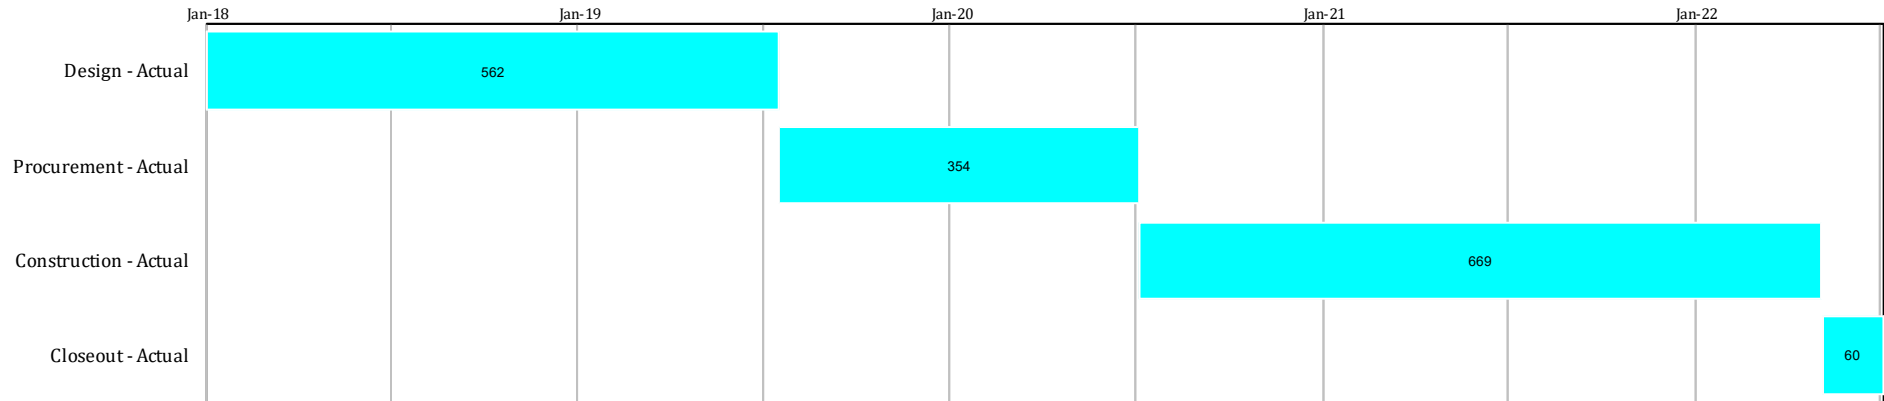 Jan-18 Jan-19 Jan-20 Jan-21 Jan-22
Design - Actual 562
Procurement - Actual 354
Construction - Actual 669
Closeout - Actual 60